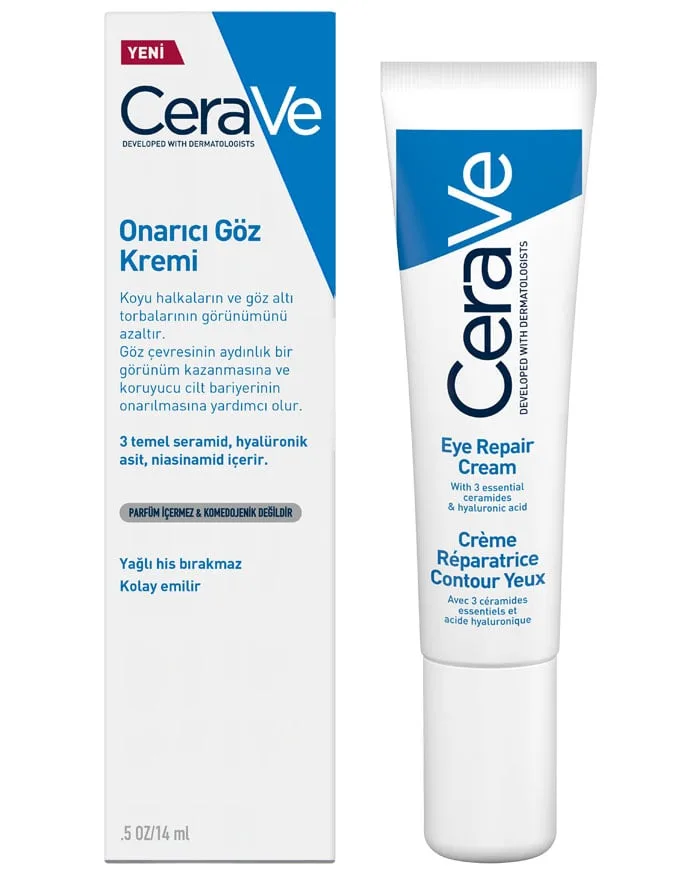 YENİ
CeraVe
DEVELOPED WITH DERMATOLOGISTS
Onarıcı Göz
Kremi
Koyu halkaların ve göz altı
torbalarının görünümünü
azaltır.
Göz çevresinin aydınlık bir
görünüm kazanmasına ve
koruyucu cilt bariyerinin
onarılmasına yardımcı olur.
3 temel seramid, hyalüronik
asit, niasinamid içerir.
PARFÜM İÇERMEZ & KOMEDOJENİK DEĞİLDİR
Yağlı his bırakmaz
Kolay emilir
.5 OZ/14 ml
CeraVe
DEVELOPED WITH DERMATOLOGISTS
Eye Repair
Cream
With 3 essential
ceramides
& hyaluronic acid
Crème
Réparatrice
Contour Yeux
Avec 3 céramides
essentiels et
acide hyaluronique